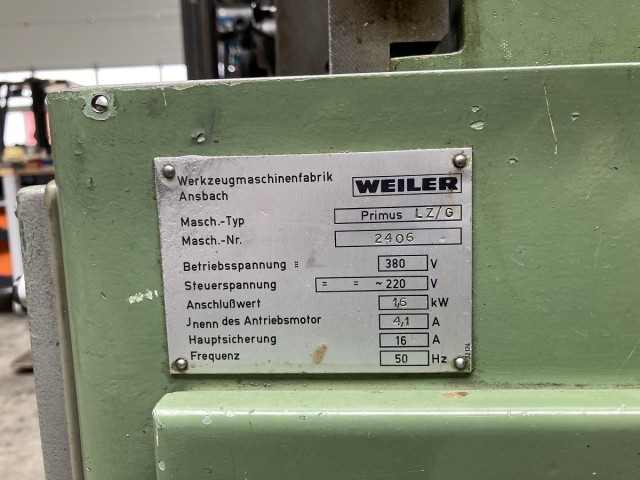 Werkzeugmaschinenfabrik
Ansbach
WEILER
Masch.-Typ Primus LZ/G
Masch.-Nr. 2406
Betriebsspannung = 380 V
Steuerspannung = = ~ 220 V
Anschlußwert 1,6 kW
Jnenn des Antriebsmotor 4,1 A
Hauptsicherung 16 A
Frequenz 50 Hz